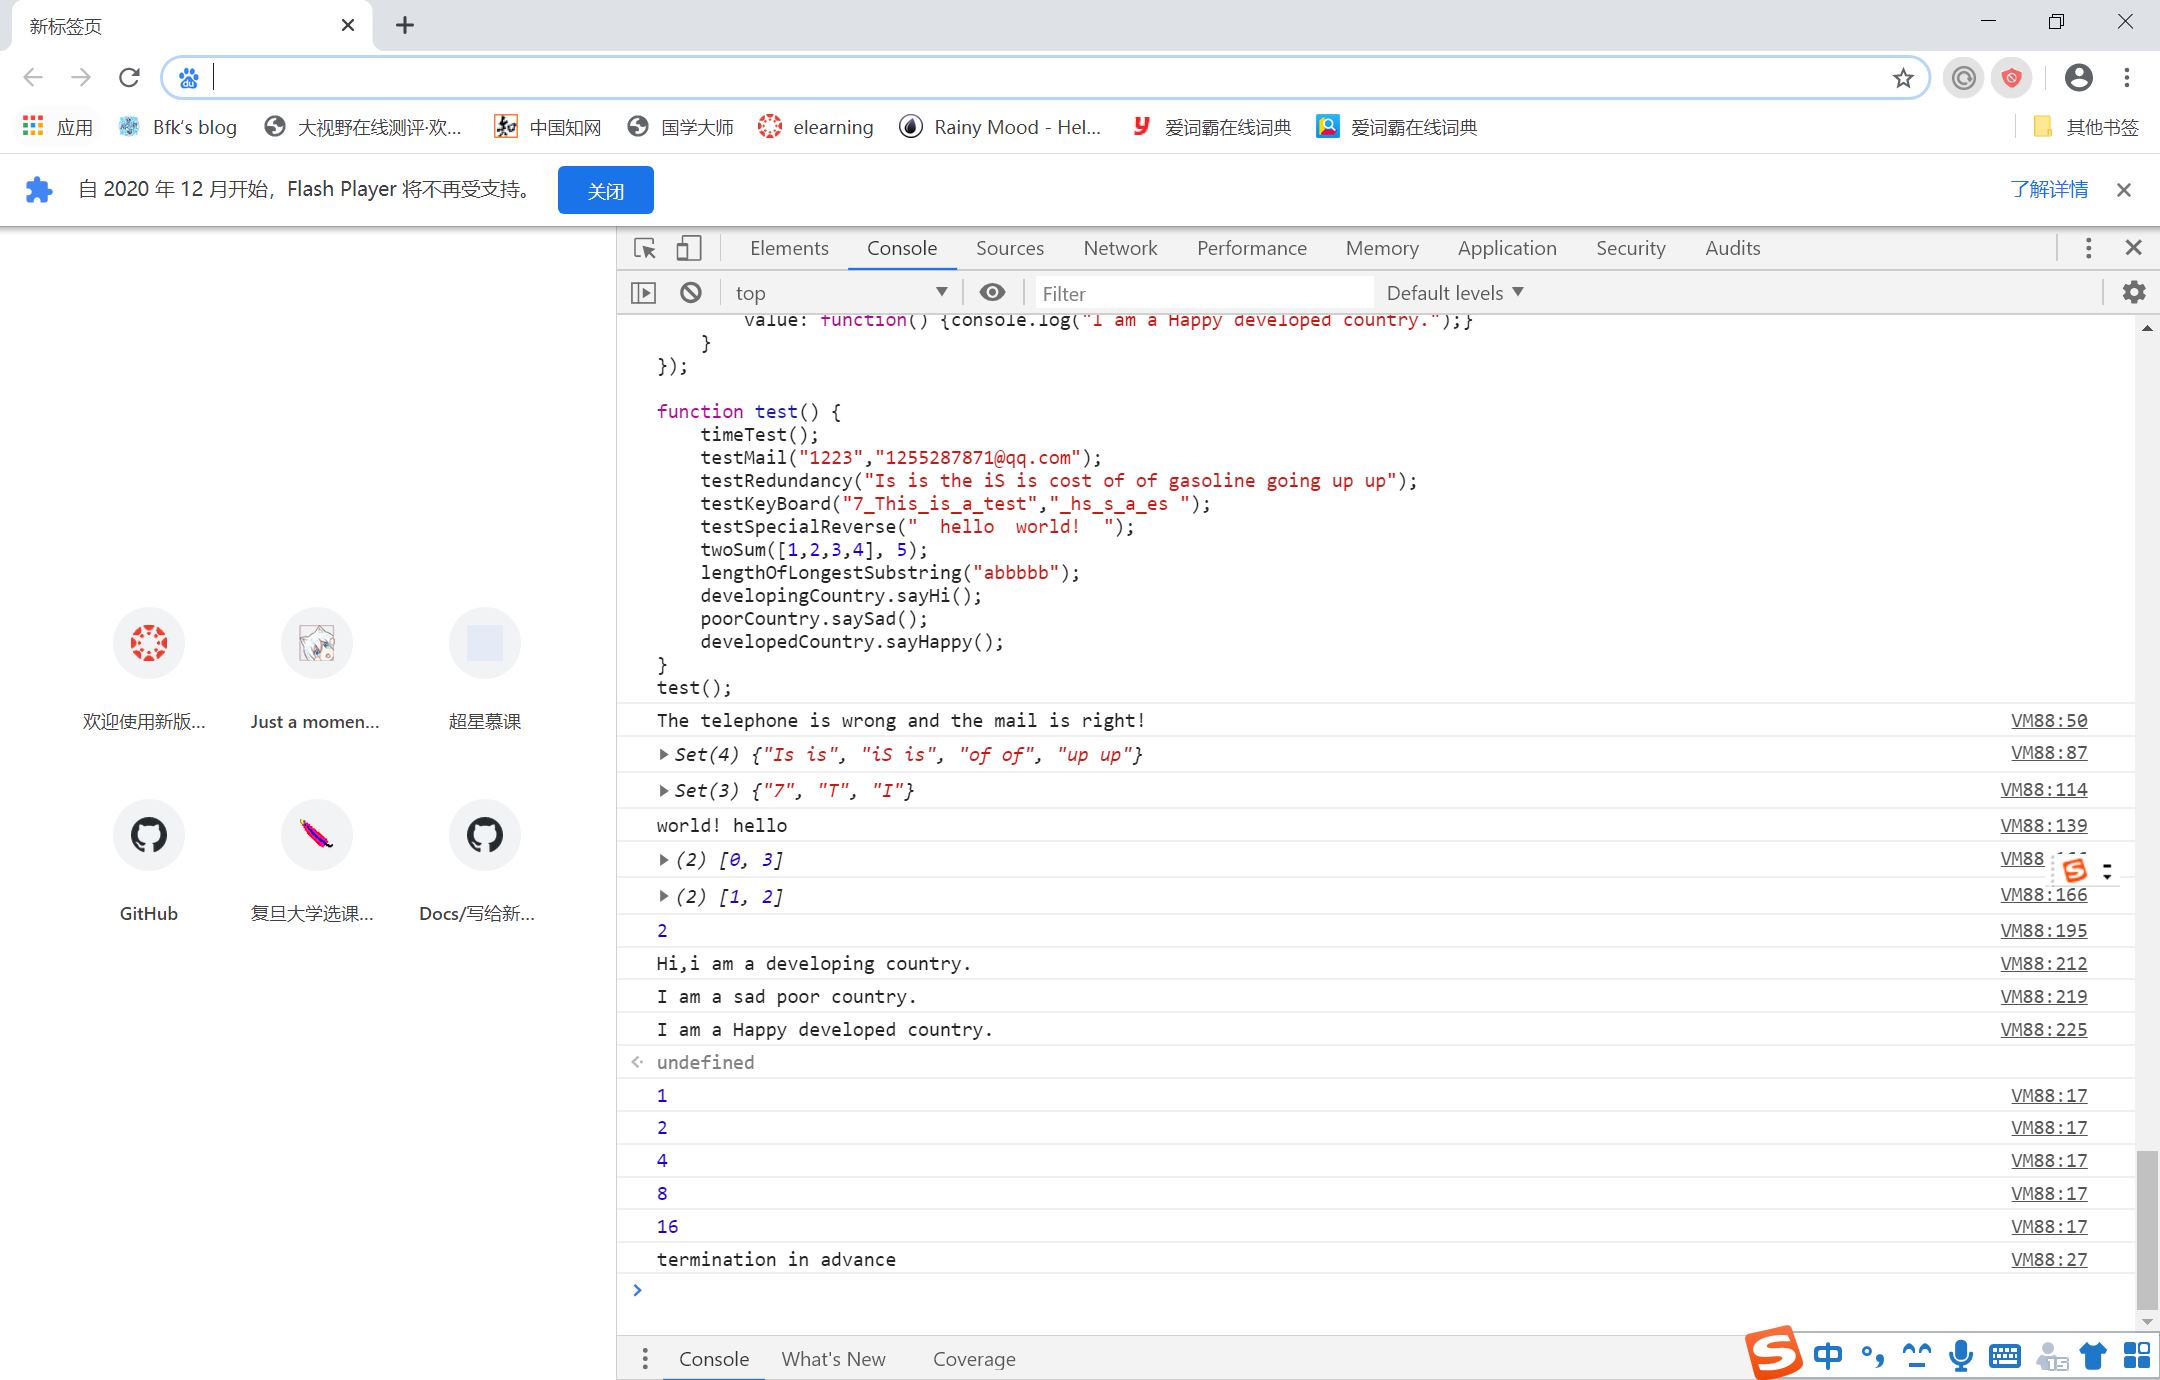 新标签页
应用 Bfk's blog 大视野在线测评·欢... 中国知网 国学大师 elearning Rainy Mood - Hel... 爱词霸在线词典 爱词霸在线词典 其他书签
自 2020 年 12 月开始，Flash Player 将不再受支持。 关闭 了解详情
Elements Console Sources Network Performance Memory Application Security Audits
top Filter Default levels
value: function() {console.log("I am a Happy developed country.");}
}
});
function test() {
timeTest();
testMail("1223","1255287871@qq.com");
testRedundancy("Is is the iS is cost of of gasoline going up up");
testKeyBoard("7_This_is_a_test","_hs_s_a_es ");
testSpecialReverse("  hello  world!  ");
twoSum([1,2,3,4], 5);
lengthOfLongestSubstring("abbbbb");
developingCountry.sayHi();
poorCountry.saySad();
developedCountry.sayHappy();
}
test();
The telephone is wrong and the mail is right! VM88:50
Set(4) {"Is is", "iS is", "of of", "up up"} VM88:87
Set(3) {"7", "T", "I"} VM88:114
world! hello VM88:139
(2) [0, 3] VM88
(2) [1, 2] VM88:166
2 VM88:195
Hi,i am a developing country. VM88:212
I am a sad poor country. VM88:219
I am a Happy developed country. VM88:225
undefined
1 VM88:17
2 VM88:17
4 VM88:17
8 VM88:17
16 VM88:17
termination in advance VM88:27
欢迎使用新版... Just a momen... 超星慕课
GitHub 复旦大学选课... Docs/写给新...
Console What's New Coverage
中